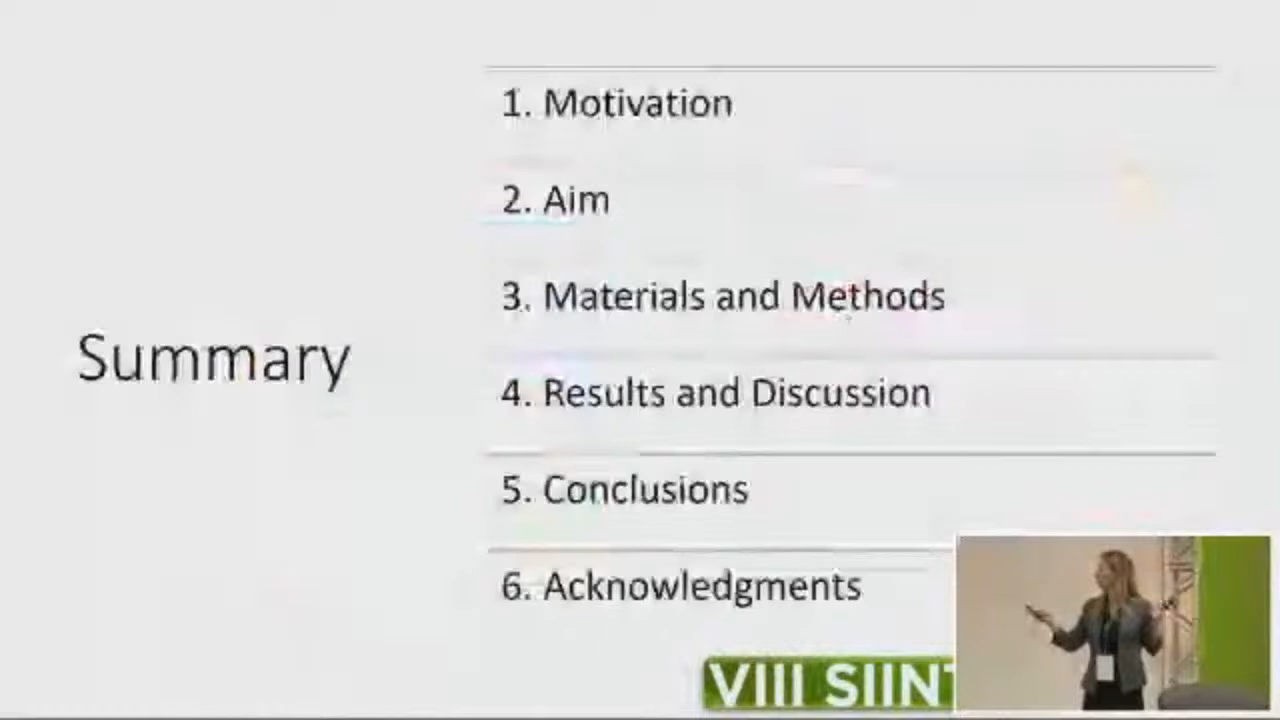 Summary
1. Motivation
2. Aim
3. Materials and Methods
4. Results and Discussion
5. Conclusions
6. Acknowledgments
VIII SIINT